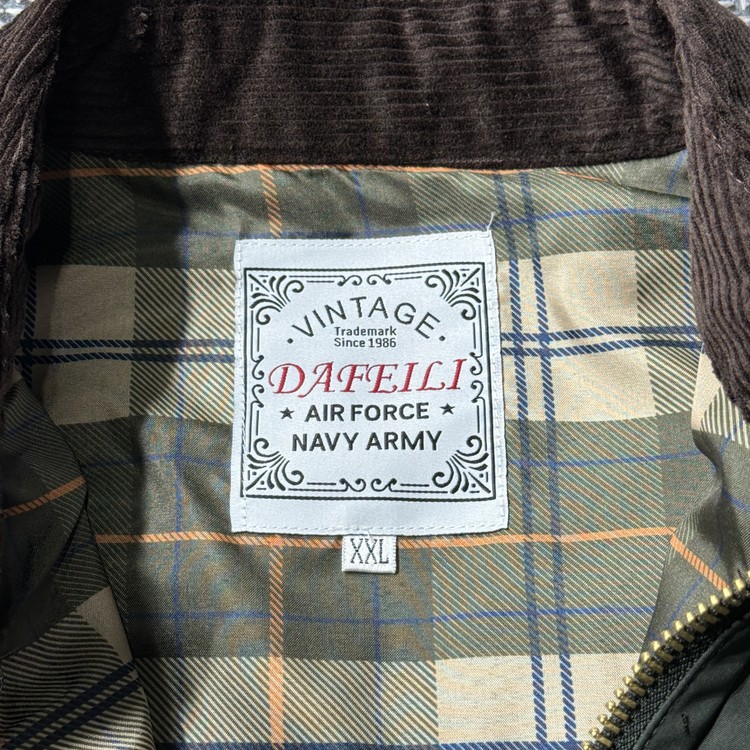 ·VINTAGE·
Trademark
Since 1986
DAFEILI
★ AIR FORCE ★
NAVY ARMY
XXL